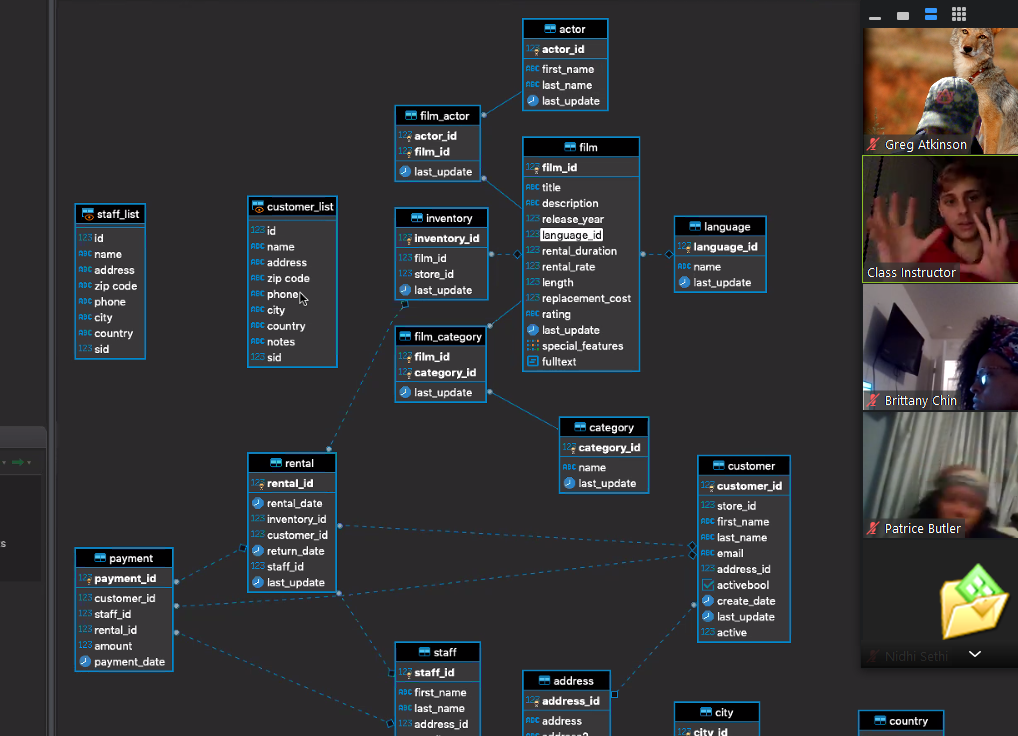 actor
123 actor_id
ABC first_name
ABC last_name
last_update
film_actor
123 actor_id
123 film_id
last_update
film
123 film_id
ABC title
ABC description
123 release_year
123 language_id
123 rental_duration
123 rental_rate
123 length
123 replacement_cost
ABC rating
last_update
special_features
fulltext
staff_list
123 id
ABC name
ABC address
ABC zip code
ABC phone
ABC city
ABC country
123 sid
customer_list
123 id
ABC name
ABC address
ABC zip code
ABC phone
ABC city
ABC country
ABC notes
123 sid
inventory
123 inventory_id
123 film_id
123 store_id
last_update
language
123 language_id
ABC name
last_update
film_category
123 film_id
123 category_id
last_update
category
123 category_id
ABC name
last_update
rental
123 rental_id
rental_date
123 inventory_id
123 customer_id
return_date
123 staff_id
last_update
customer
123 customer_id
123 store_id
ABC first_name
ABC last_name
ABC email
123 address_id
activebool
create_date
last_update
123 active
payment
123 payment_id
123 customer_id
123 staff_id
123 rental_id
123 amount
payment_date
staff
123 staff_id
ABC first_name
ABC last_name
123 address_id
address
123 address_id
ABC address
city
123 city_id
country
Greg Atkinson
Class Instructor
Brittany Chin
Patrice Butler
Nidhi Sethi